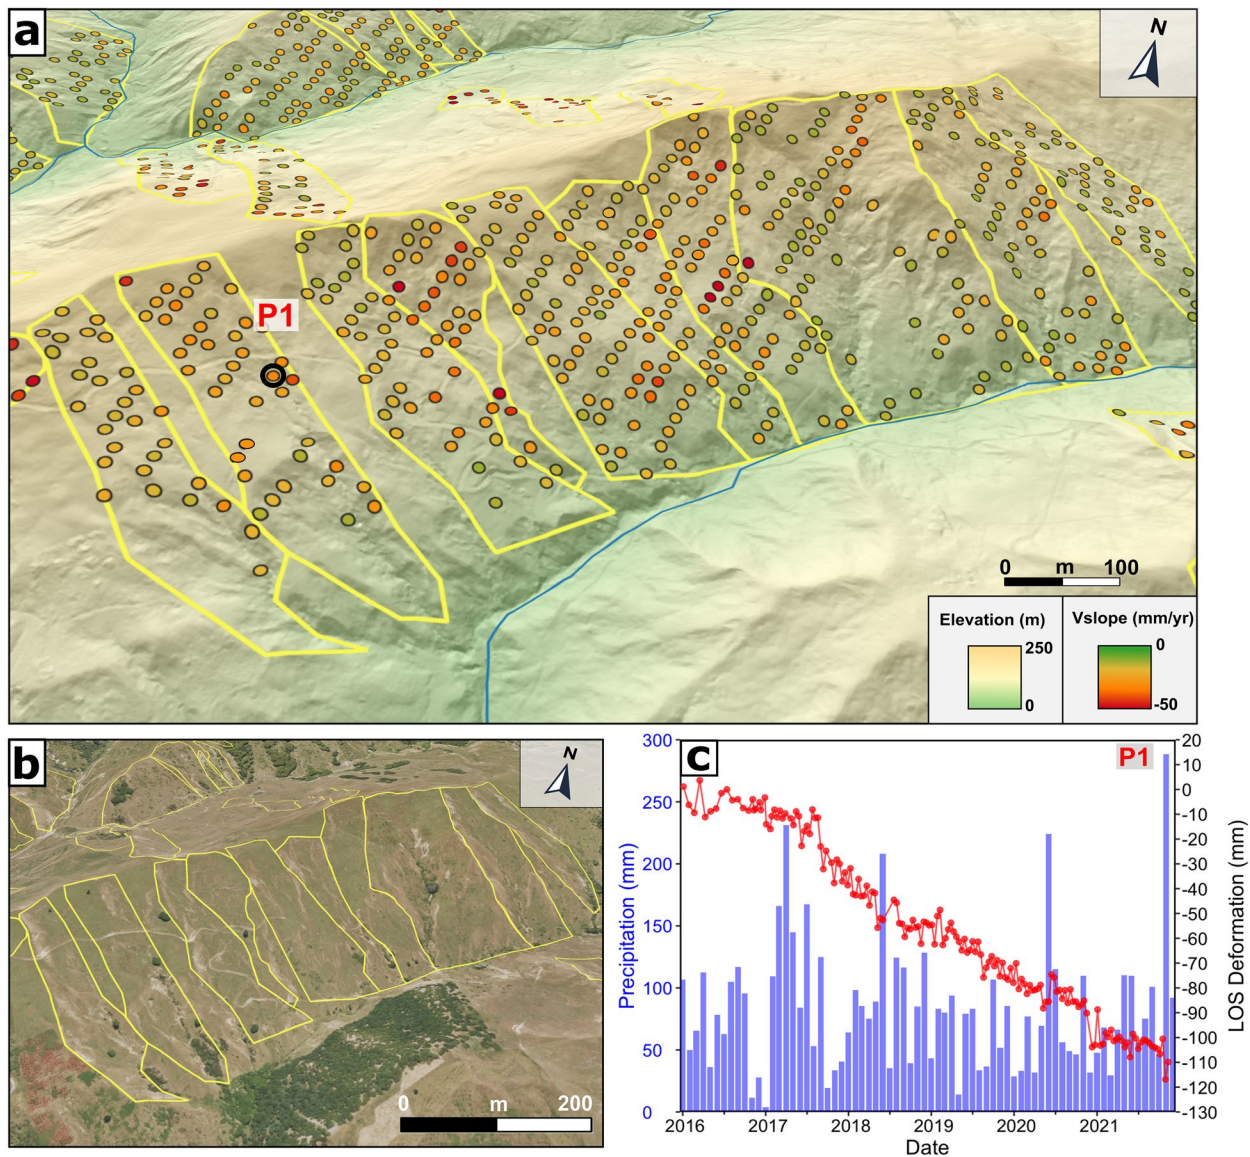 a
N
P1
0 m 100
Elevation (m)
250
0
Vslope (mm/yr)
0
-50
b
N
0 m 200
c
P1
Precipitation (mm)
300
250
200
150
100
50
0
20
10
0
-10
-20
-30
-40
-50
-60
-70
-80
-90
-100
-110
-120
-130
LOS Deformation (mm)
2016 2017 2018 2019 2020 2021
Date